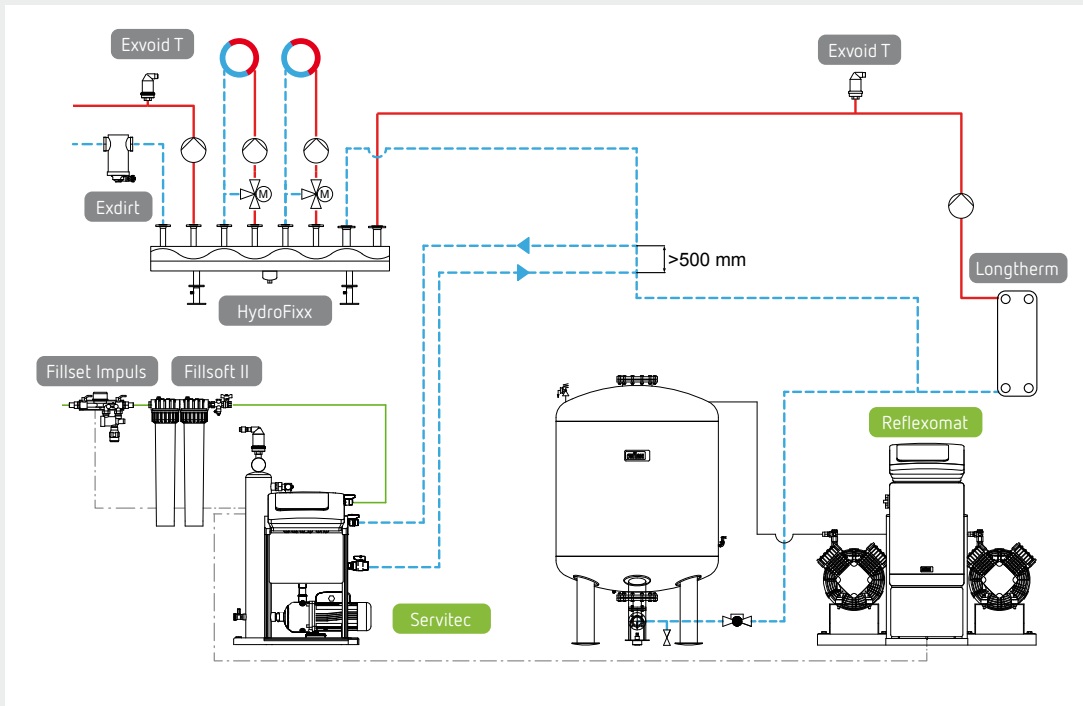 Exvoid T
Exvoid T
M
M
Exdirt
>500 mm
Longtherm
HydroFixx
Fillset Impuls
Fillsoft II
Reflexomat
Servitec